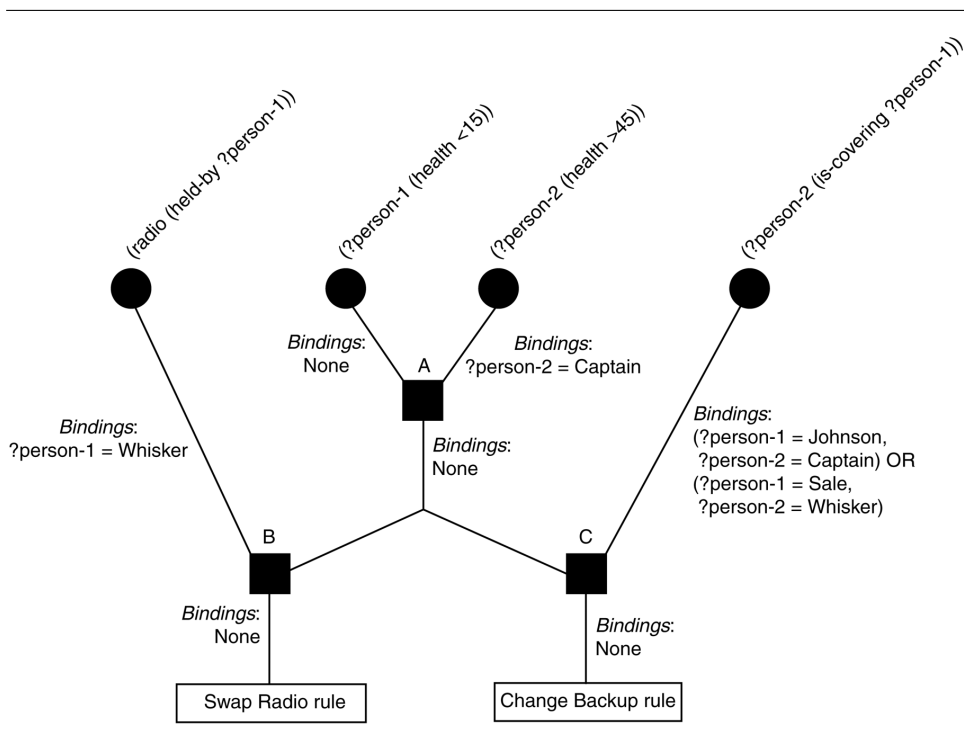 (radio (held-by ?person-1))
(?person-1 (health <15))
(?person-2 (health >45))
(?person-2 (is-covering ?person-1))
Bindings:
None
Bindings:
?person-2 = Captain
A
Bindings:
?person-1 = Whisker
Bindings:
None
Bindings:
(?person-1 = Johnson,
?person-2 = Captain) OR
(?person-1 = Sale,
?person-2 = Whisker)
B
C
Bindings:
None
Bindings:
None
Swap Radio rule
Change Backup rule